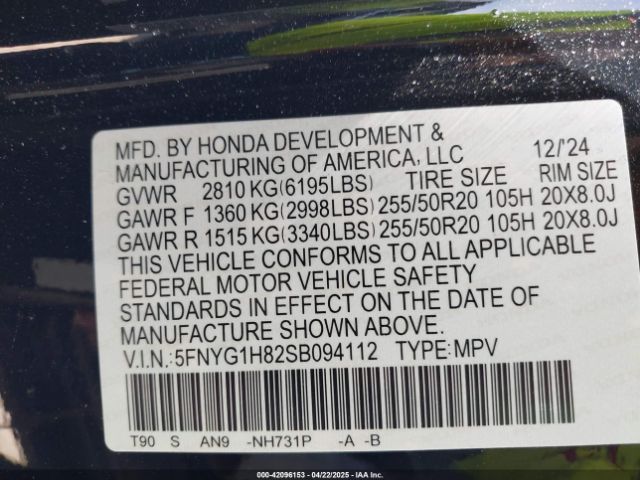 MFD. BY HONDA DEVELOPMENT &
MANUFACTURING OF AMERICA, LLC 12/'24
GVWR 2810 KG(6195LBS) TIRE SIZE RIM SIZE
GAWR F 1360 KG(2998LBS) 255/50R20 105H 20X8.0J
GAWR R 1515 KG(3340LBS) 255/50R20 105H 20X8.0J
THIS VEHICLE CONFORMS TO ALL APPLICABLE
FEDERAL MOTOR VEHICLE SAFETY
STANDARDS IN EFFECT ON THE DATE OF
MANUFACTURE SHOWN ABOVE.
V.I.N.:5FNYG1H82SB094112 TYPE:MPV
T90 S AN9 -NH731P -A -B
000-42096153 - 04/22/2025 - IAAI.com